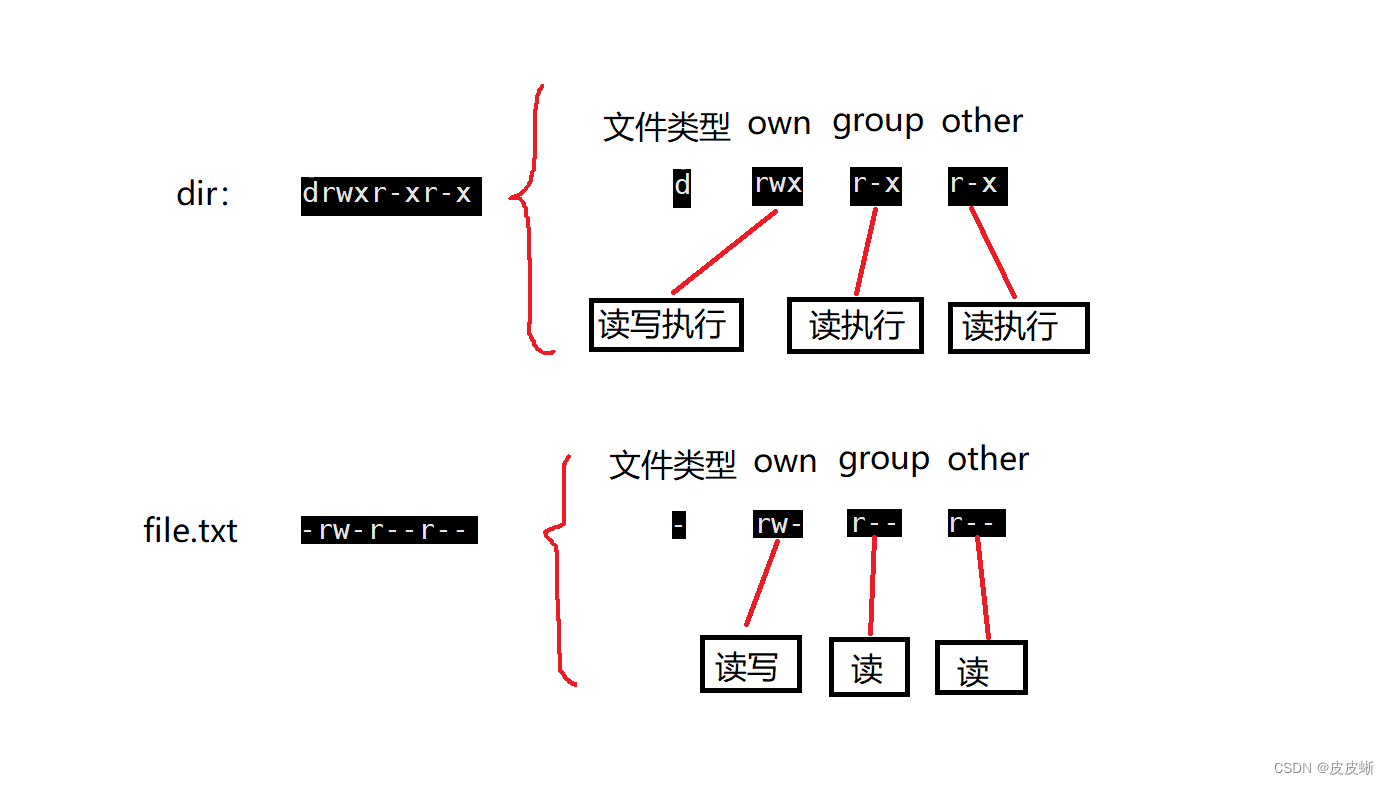 文件类型 own group other
dir： drwxr-xr-x d rwx r-x r-x
读写执行 读执行 读执行
文件类型 own group other
file.txt -rw-r--r-- - rw- r-- r--
读写 读 读
CSDN @皮皮蜥